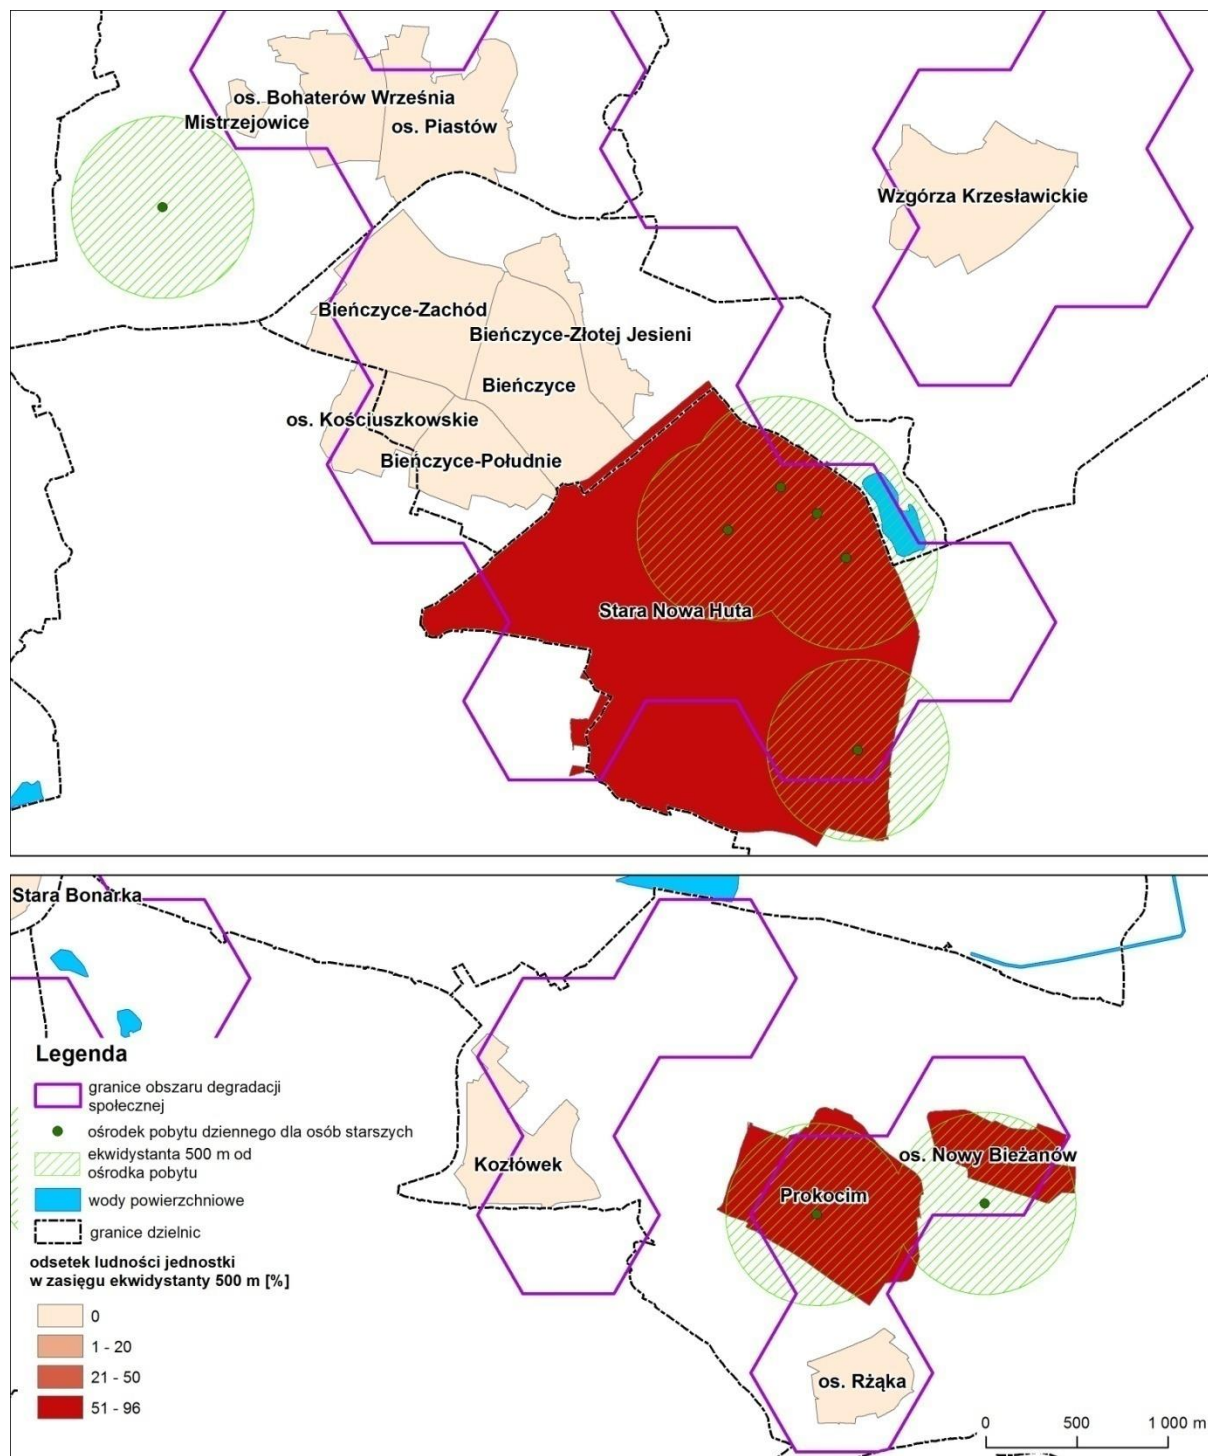 os. Bohaterów Września
Mistrzejowice
os. Piastów
Wzgórza Krzesławickie
Bieńczyce-Zachód
Bieńczyce-Złotej Jesieni
Bieńczyce
os. Kościuszkowskie
Bieńczyce-Południe
Stara Nowa Huta
Stara Bonarka
Legenda
granice obszaru degradacji
społecznej
ośrodek pobytu dziennego dla osób starszych
ekwidystanta 500 m od
ośrodka pobytu
wody powierzchniowe
granice dzielnic
odsetek ludności jednostki
w zasięgu ekwidystanty 500 m [%]
0
1 - 20
21 - 50
51 - 96
Kozłówek
os. Nowy Bieżanów
Prokocim
os. Rżąka
0 500 1 000 m